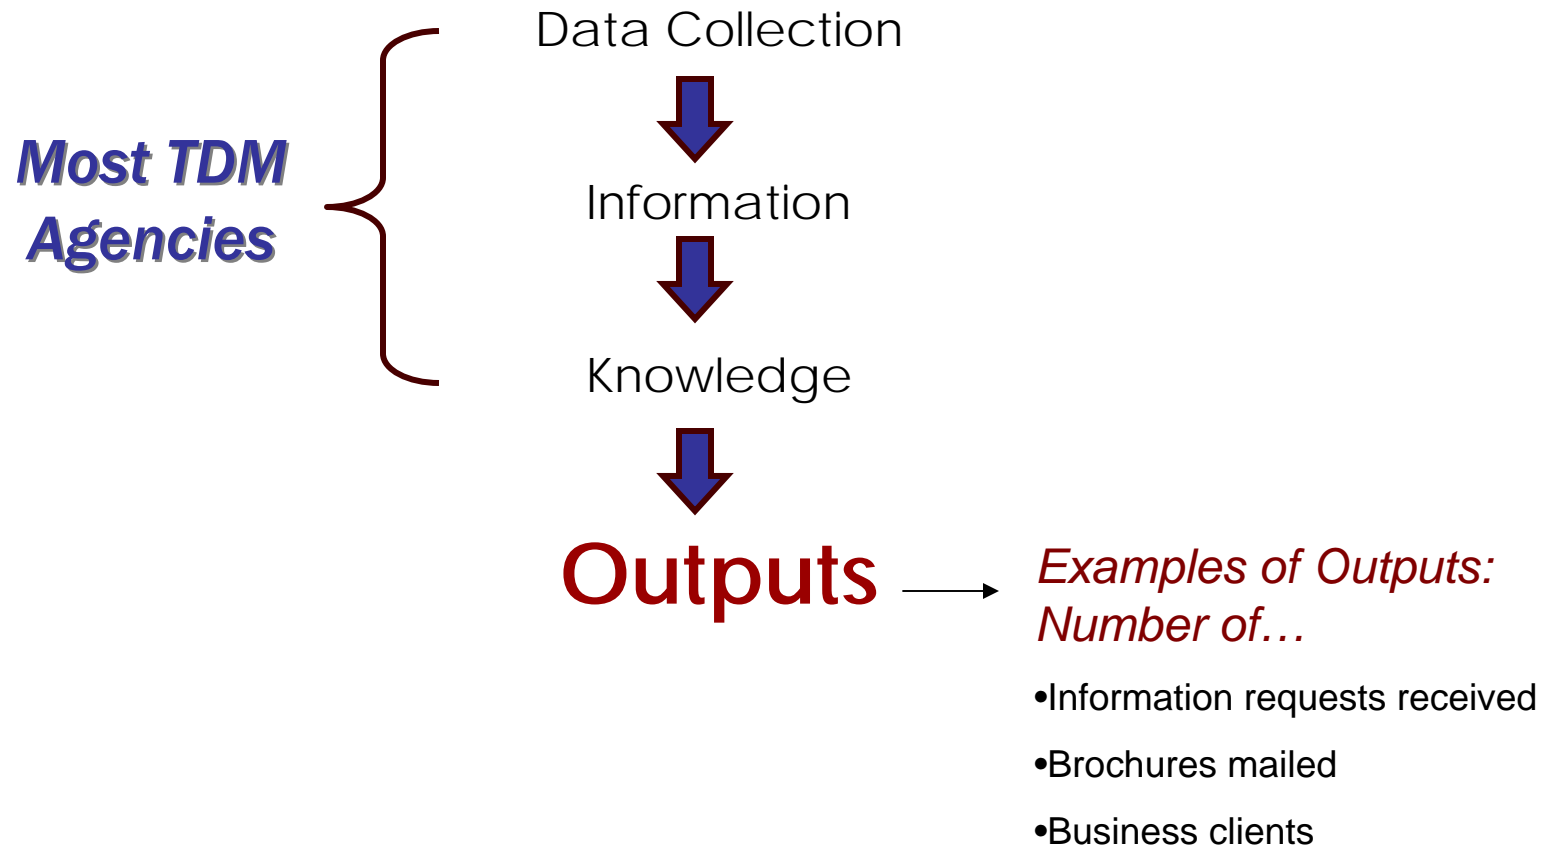 Data Collection
Most TDM
Agencies
Information
Knowledge
Outputs
Examples of Outputs:
Number of…
•Information requests received
•Brochures mailed
•Business clients